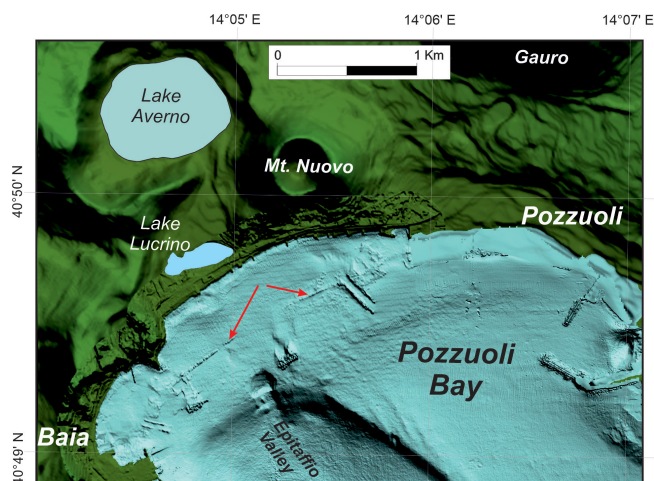 14°05' E
14°06' E
14°07' E
0
1 Km
Gauro
Lake
Averno
Mt. Nuovo
40°50' N
Pozzuoli
Lake
Lucrino
Pozzuoli
Bay
Baia
Epitaffio
Valley
40°49' N